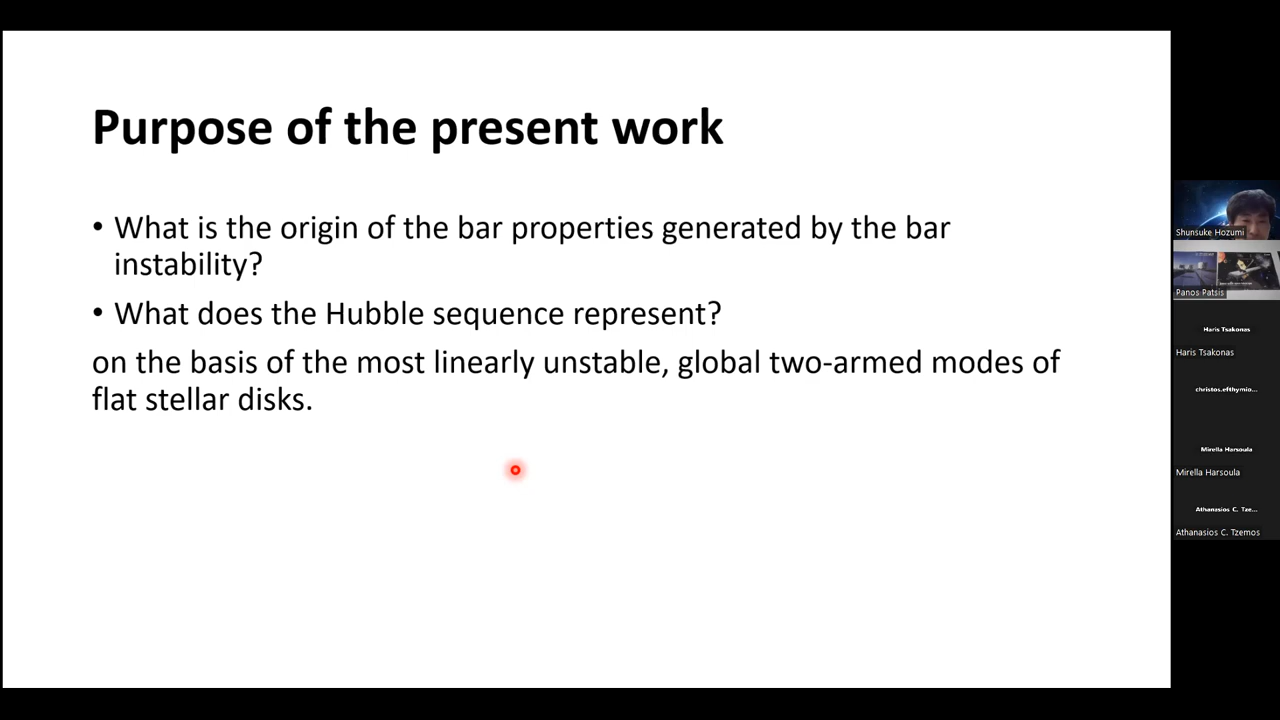 Purpose of the present work
• What is the origin of the bar properties generated by the bar
instability?
• What does the Hubble sequence represent?
on the basis of the most linearly unstable, global two-armed modes of
flat stellar disks.
Shunsuke Hozumi
Panos Patsis
Haris Tsakonas
Haris Tsakonas
christos.efthymio...
Mirella Harsoula
Mirella Harsoula
Athanasios C. Tze...
Athanasios C. Tzemos